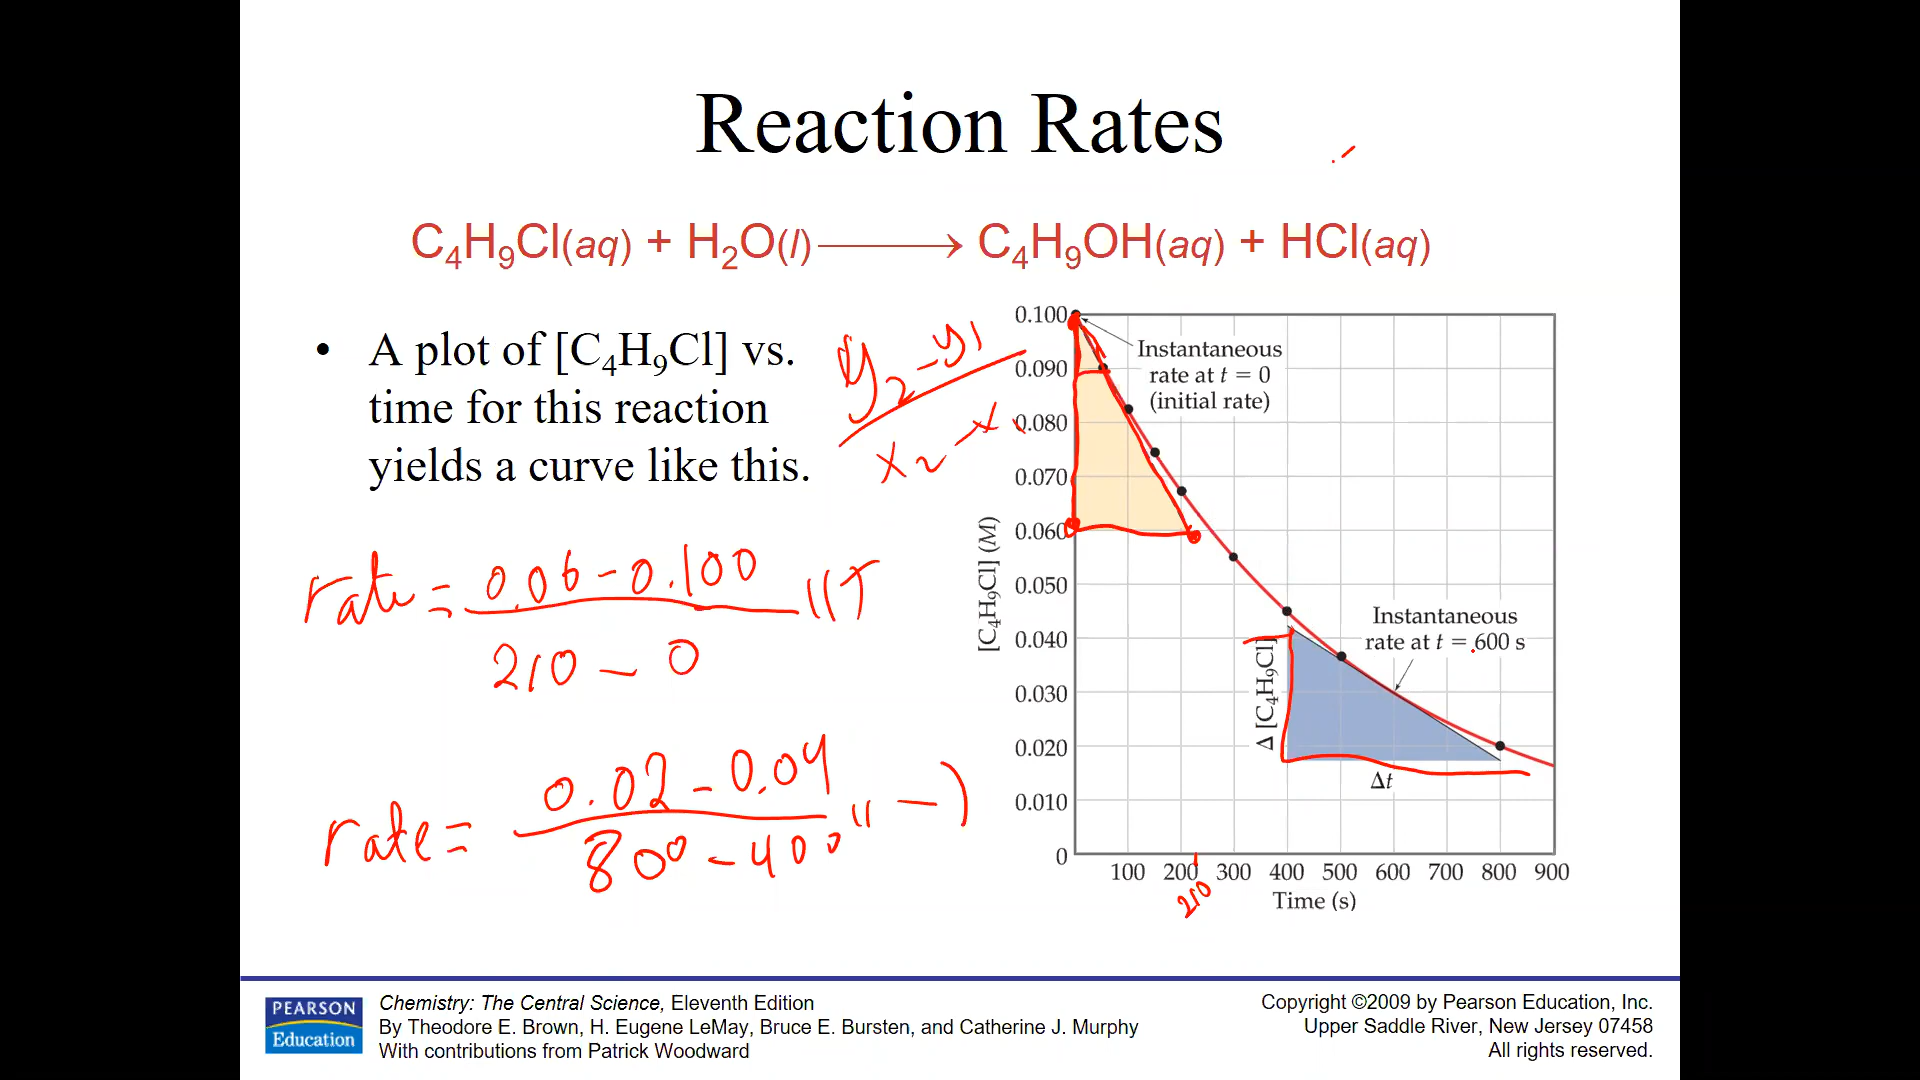 Reaction Rates
C4H9Cl(aq) + H2O(l) ⟶ C4H9OH(aq) + HCl(aq)
• A plot of [C4H9Cl] vs.
time for this reaction
yields a curve like this.
y2 - y1
x2 - x1
rate = 0.06 - 0.100
210 - 0
rate = 0.02 - 0.04
800 - 400
0.100
0.090
0.080
0.070
0.060
0.050
0.040
0.030
0.020
0.010
0
[C4H9Cl] (M)
Instantaneous
rate at t = 0
(initial rate)
Instantaneous
rate at t = 600 s
Δ [C4H9Cl]
Δt
100 200 300 400 500 600 700 800 900
210
Time (s)
PEARSON
Education
Chemistry: The Central Science, Eleventh Edition
By Theodore E. Brown, H. Eugene LeMay, Bruce E. Bursten, and Catherine J. Murphy
With contributions from Patrick Woodward
Copyright ©2009 by Pearson Education, Inc.
Upper Saddle River, New Jersey 07458
All rights reserved.